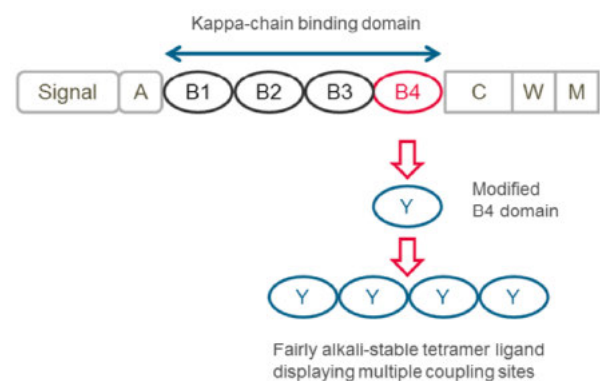 Kappa-chain binding domain
Signal A B1 B2 B3 B4 C W M
Y
Modified
B4 domain
Y Y Y Y
Fairly alkali-stable tetramer ligand
displaying multiple coupling sites